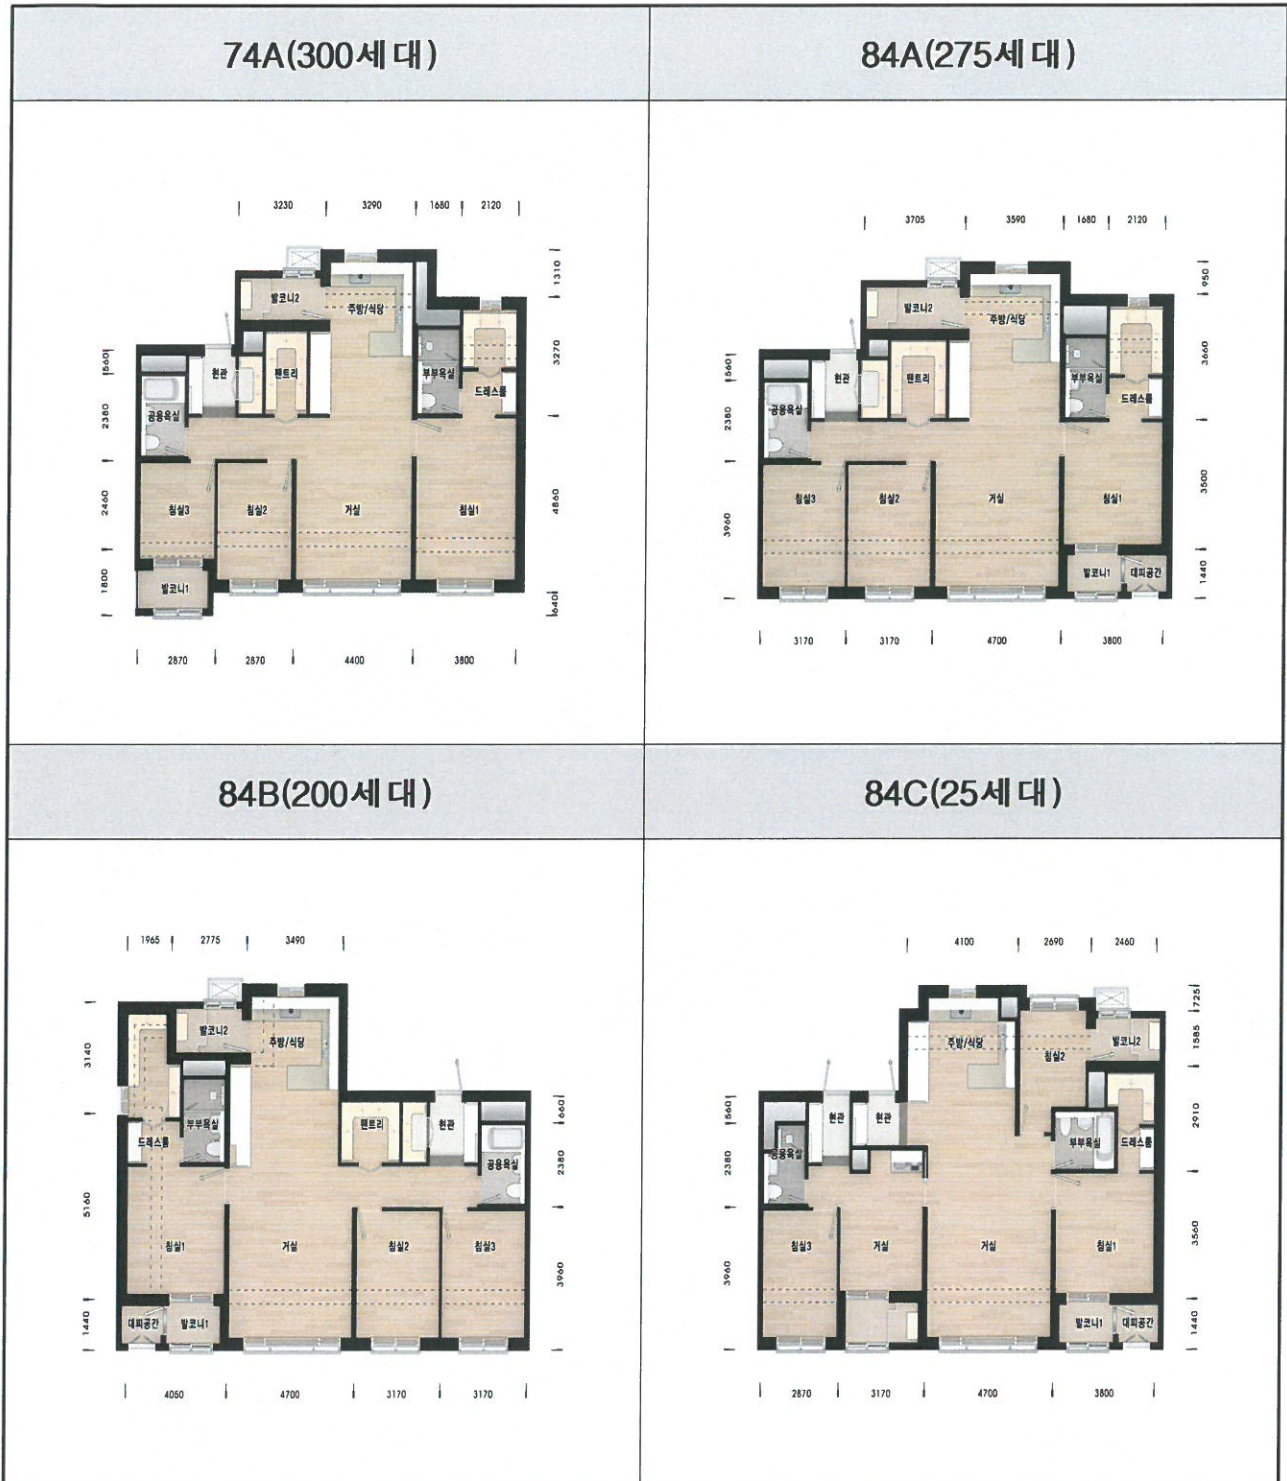 74A(300세대)
84A(275세대)
3230 3290 1680 2120
1310
3270
4860
640
560
2380
2460
1800
발코니2
주방/식당
현관
팬트리
부부욕실
드레스룸
공용욕실
침실3
침실2
거실
침실1
발코니1
2870 2870 4400 3800
3705 3590 1680 2120
950
3660
3500
1440
1560
2380
3960
발코니2
주방/식당
현관
팬트리
부부욕실
드레스룸
공용욕실
침실3
침실2
거실
침실1
발코니1
대피공간
3170 3170 4700 3800
84B(200세대)
84C(25세대)
1965 2775 3490
3140
5160
1440
1660
2380
3960
발코니2
주방/식당
드레스룸
부부욕실
팬트리
현관
공용욕실
침실1
거실
침실2
침실3
대피공간
발코니1
4050 4700 3170 3170
4100 2690 2460
725
1585
2910
3560
1440
1560
2380
3960
주방/식당
침실2
발코니2
현관
현관
공용욕실
부부욕실
드레스룸
침실3
거실
거실
침실1
발코니1
대피공간
2870 3170 4700 3800